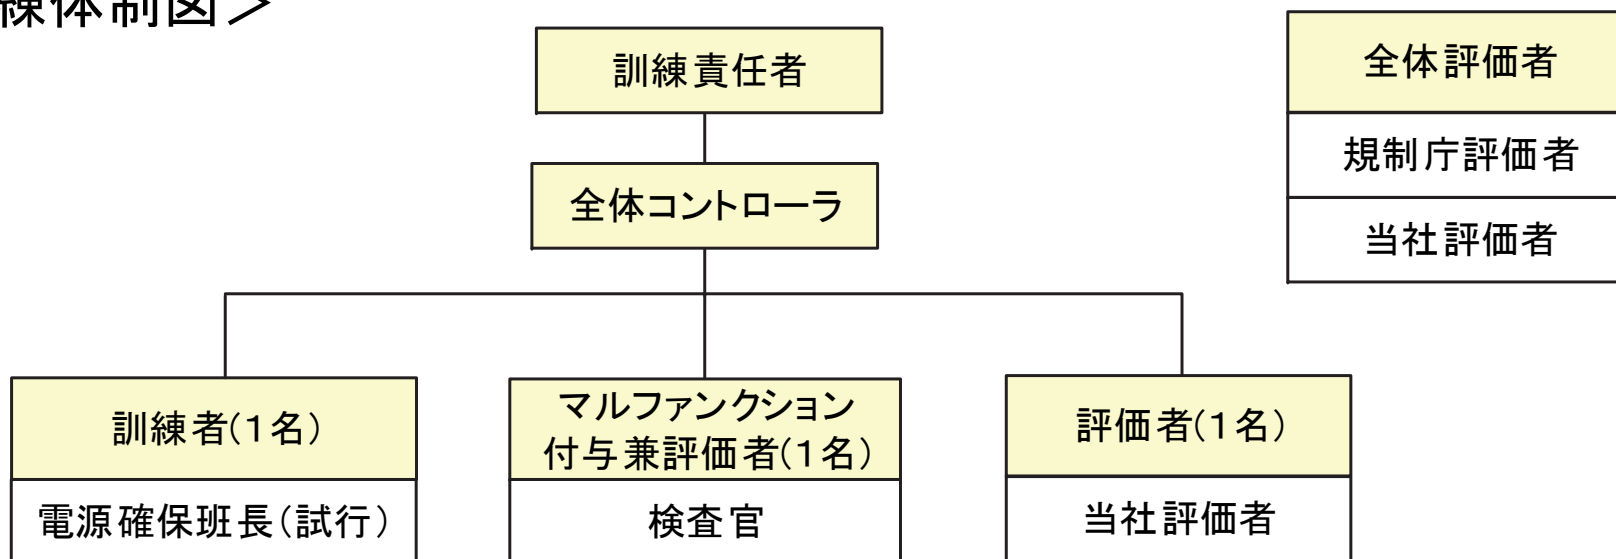 練体制図＞
訓練責任者
全体コントローラ
全体評価者
規制庁評価者
当社評価者
訓練者(１名)
電源確保班長(試行)
マルファンクション
付与兼評価者(１名)
検査官
評価者(１名)
当社評価者